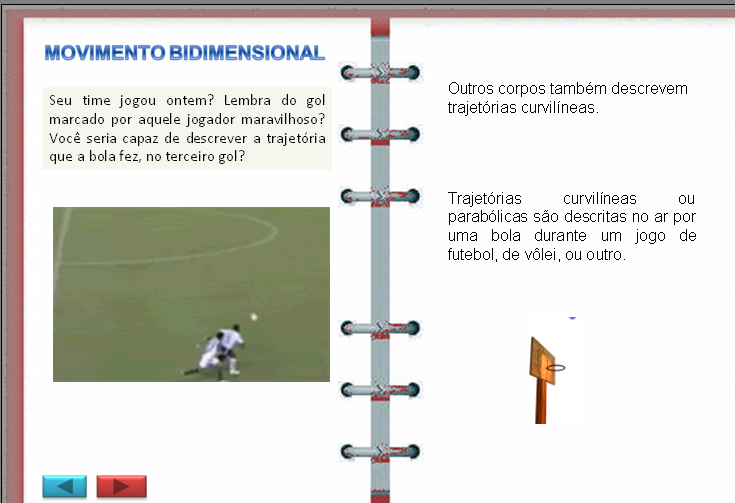 MOVIMENTO BIDIMENSIONAL
Seu time jogou ontem? Lembra do gol
marcado por aquele jogador maravilhoso?
Você seria capaz de descrever a trajetória
que a bola fez, no terceiro gol?
Outros corpos também descrevem
trajetórias curvilíneas.
Trajetórias curvilíneas ou
parabólicas são descritas no ar por
uma bola durante um jogo de
futebol, de vôlei, ou outro.